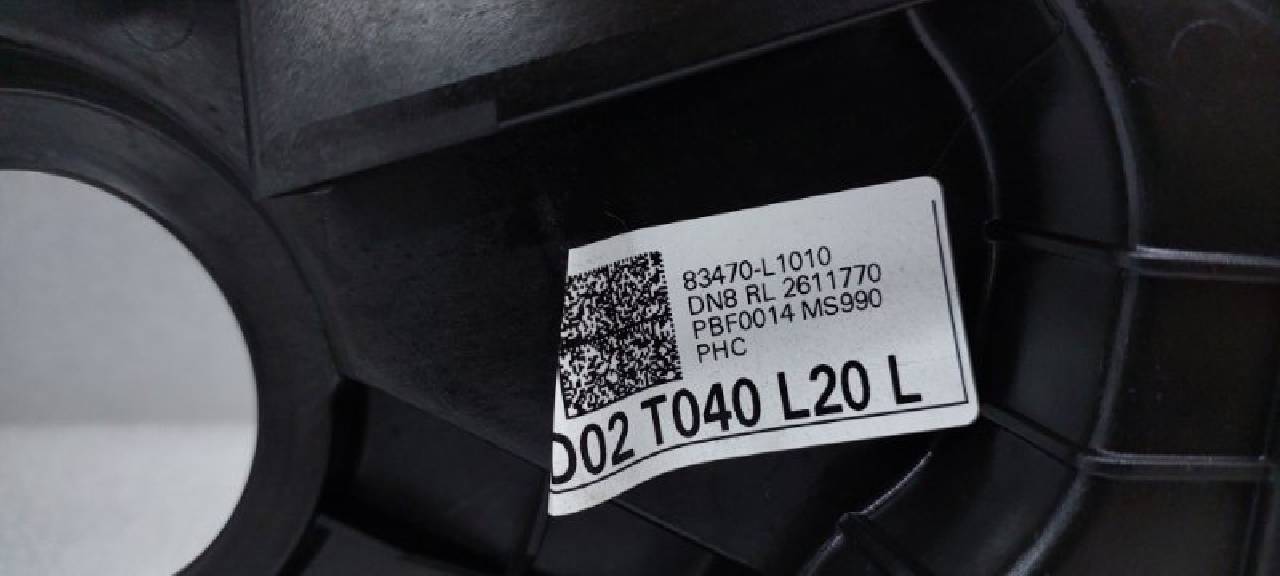 83470-L1010
DN8 RL 2611770
PBF0014 MS990
PHC
D02 T040 L20 L